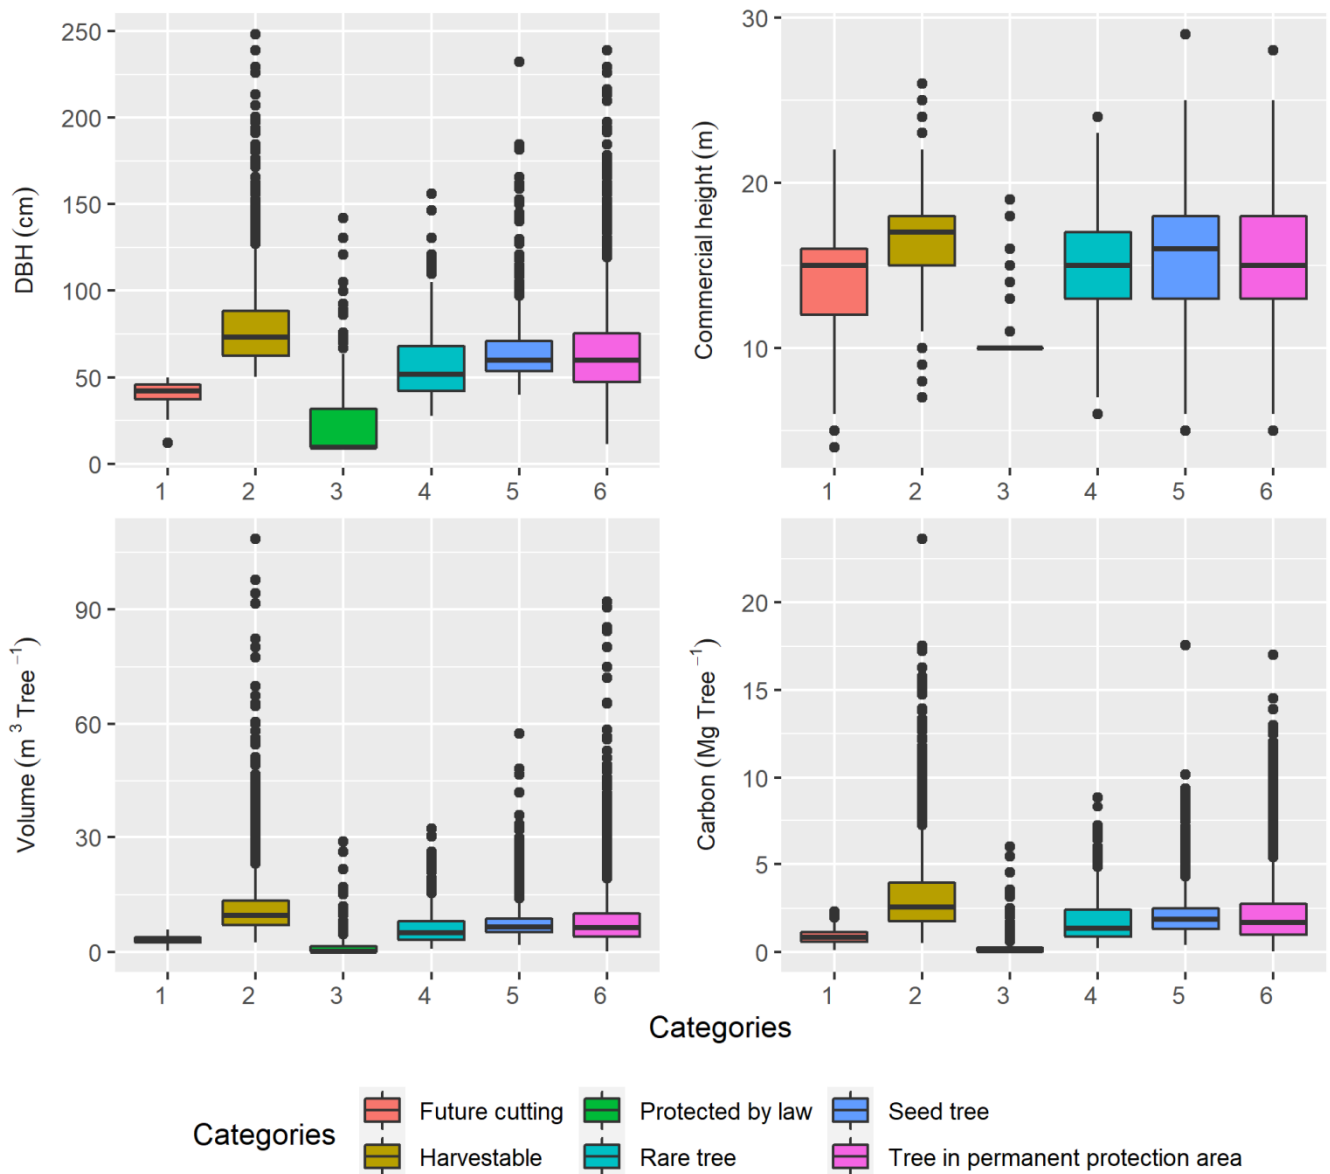 DBH (cm)
250
200
150
100
50
0
1 2 3 4 5 6
Commercial height (m)
30
20
10
1 2 3 4 5 6
Volume (m 3 Tree −1)
90
60
30
0
1 2 3 4 5 6
Carbon (Mg Tree −1)
20
15
10
5
0
1 2 3 4 5 6
Categories
Categories
Future cutting Protected by law Seed tree
Harvestable Rare tree Tree in permanent protection area